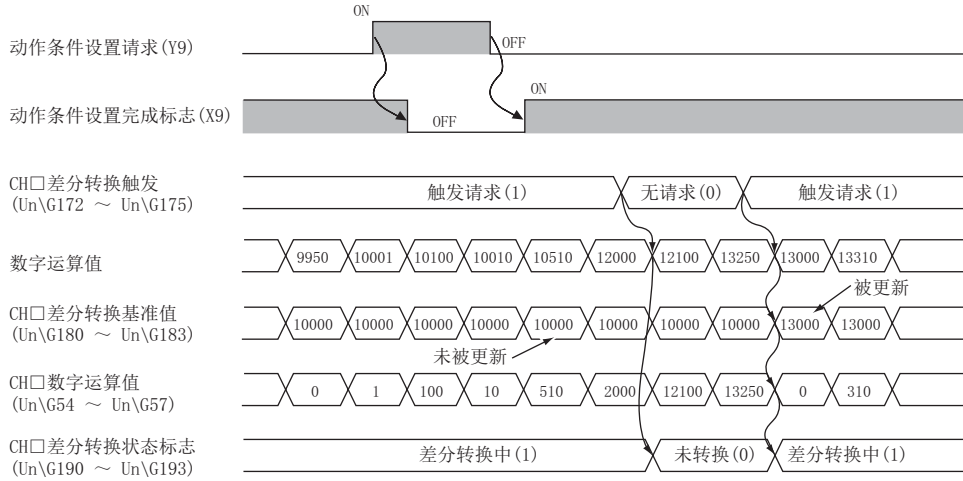 ON
动作条件设置请求(Y9)
OFF
ON
动作条件设置完成标志(X9)
OFF
CH□差分转换触发
(Un\G172 ～ Un\G175)
触发请求(1) 无请求(0) 触发请求(1)
数字运算值
9950 10001 10100 10010 10510 12000 12100 13250 13000 13310
被更新
CH□差分转换基准值
(Un\G180 ～ Un\G183)
10000 10000 10000 10000 10000 10000 10000 10000 13000 13000
未被更新
CH□数字运算值
(Un\G54 ～ Un\G57)
0 1 100 10 510 2000 12100 13250 0 310
CH□差分转换状态标志
(Un\G190 ～ Un\G193)
差分转换中(1) 未转换(0) 差分转换中(1)